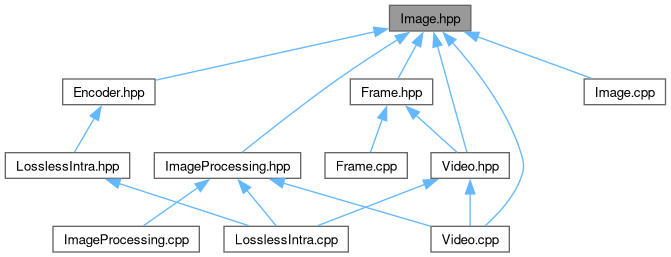 Image.hpp
Encoder.hpp
Frame.hpp
Image.cpp
LosslessIntra.hpp
ImageProcessing.hpp
Frame.cpp
Video.hpp
ImageProcessing.cpp
LosslessIntra.cpp
Video.cpp